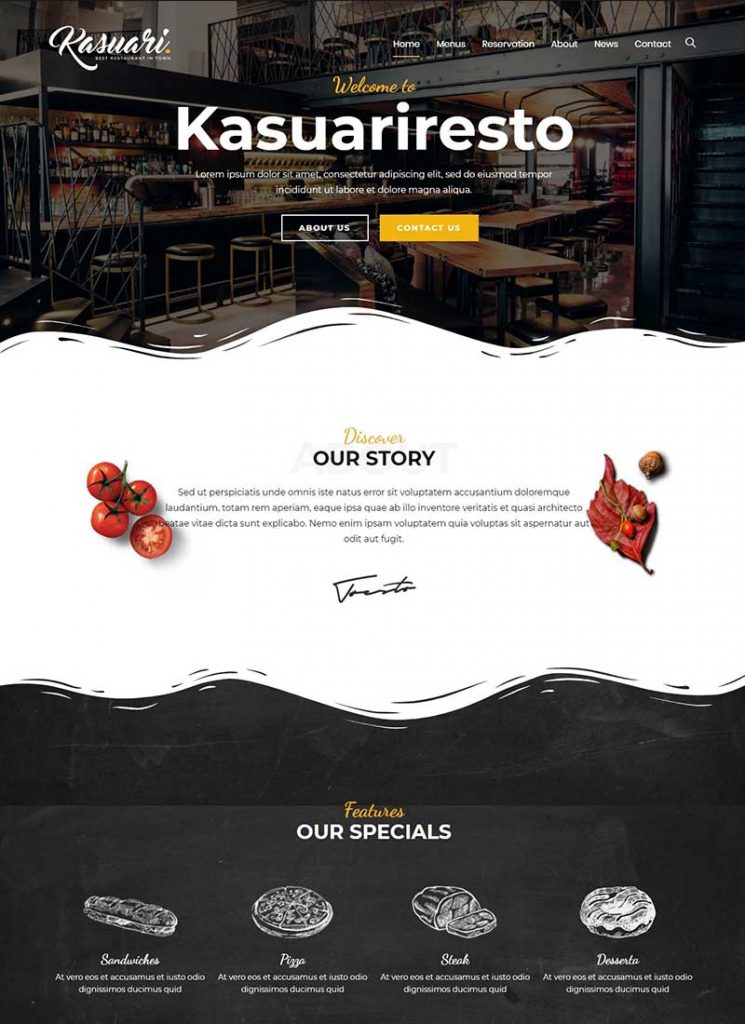 Kasuari.
BEST RESTAURANT IN TOWN
Home Menus Reservation About News Contact
Welcome to
Kasuariresto
Lorem ipsum dolor sit amet, consectetur adipiscing elit, sed do eiusmod tempor
incididunt ut labore et dolore magna aliqua.
ABOUT US CONTACT US
Discover
ABOUT
OUR STORY
Sed ut perspiciatis unde omnis iste natus error sit voluptatem accusantium doloremque
laudantium, totam rem aperiam, eaque ipsa quae ab illo inventore veritatis et quasi architecto
beatae vitae dicta sunt explicabo. Nemo enim ipsam voluptatem quia voluptas sit aspernatur aut
odit aut fugit.
Features
OUR SPECIALS
Sandwiches Pizza Steak Desserta
At vero eos et accusamus et iusto odio At vero eos et accusamus et iusto odio At vero eos et accusamus et iusto odio At vero eos et accusamus et iusto odio
dignissimos ducimus quid dignissimos ducimus quid dignissimos ducimus quid dignissimos ducimus quid